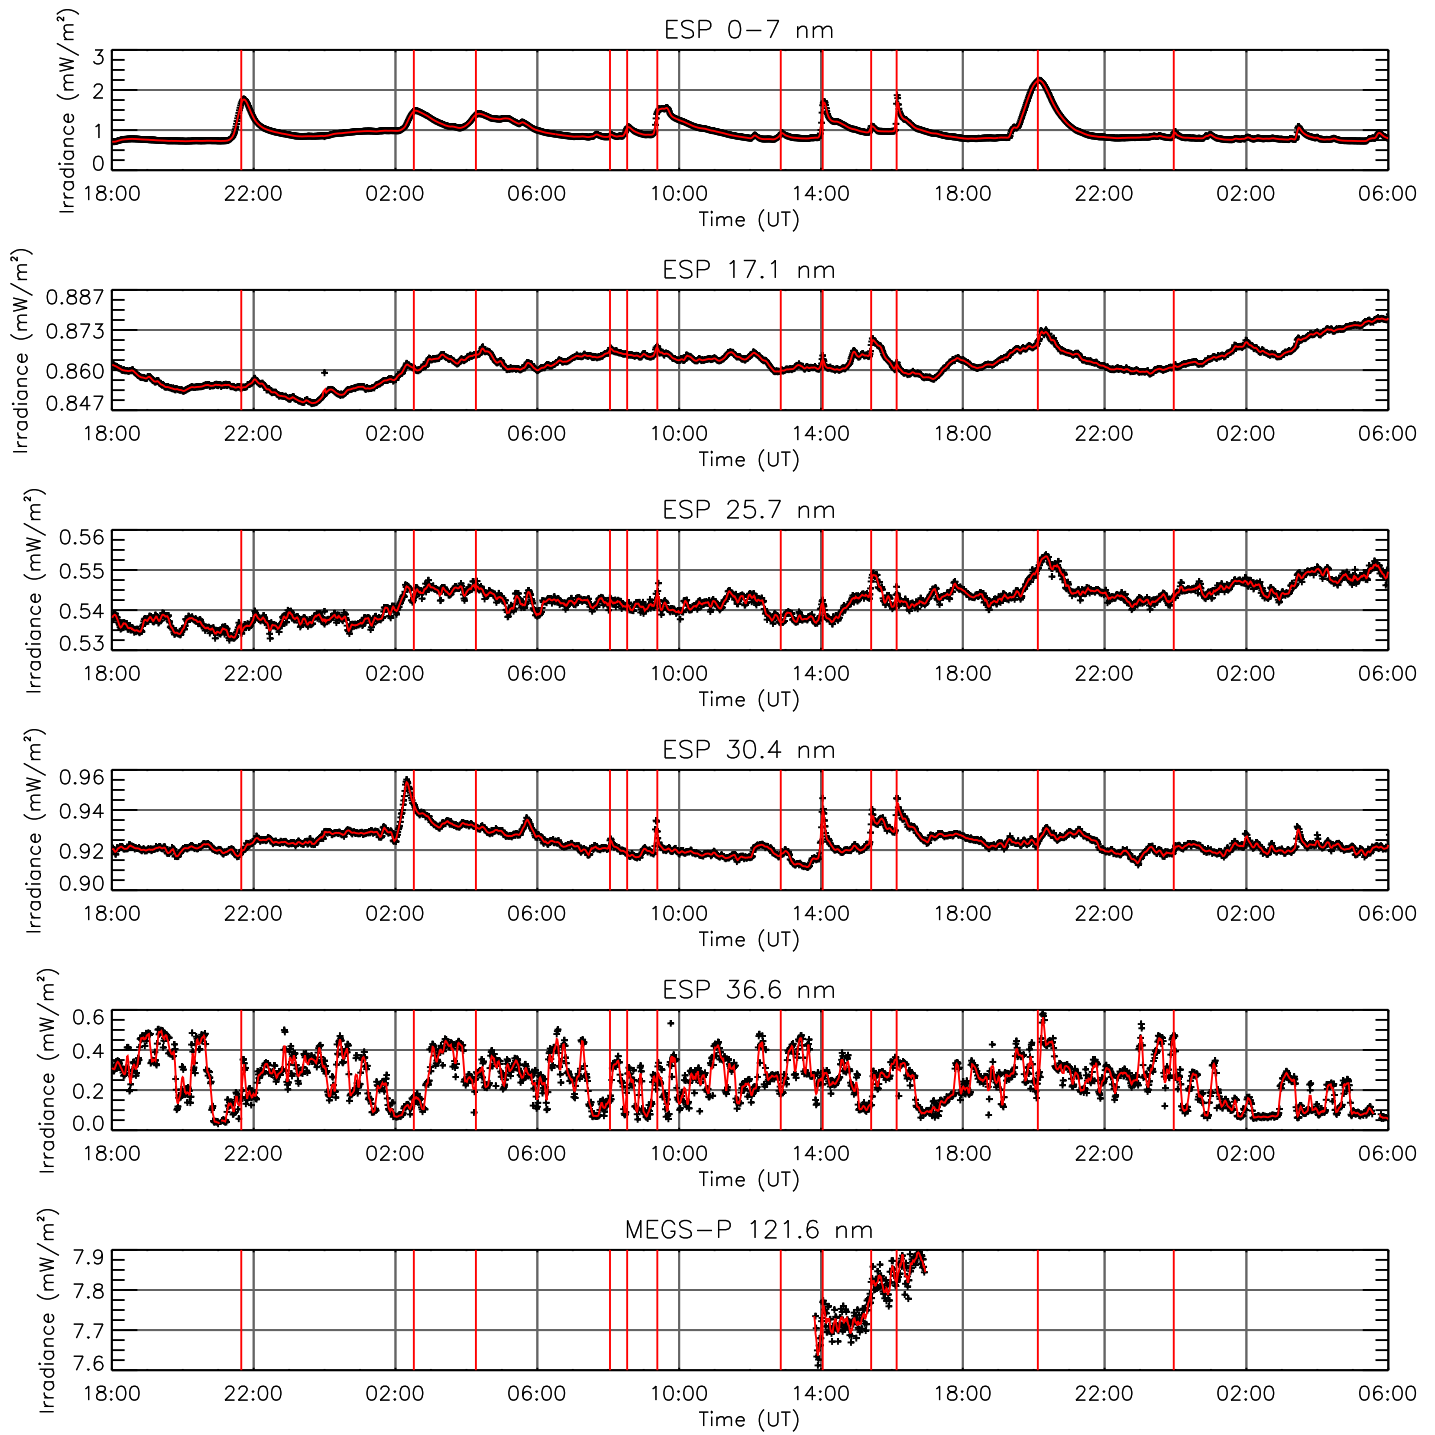 ESP 0-7 nm
Irradiance (mW/m²)
3
2
1
0
18:00 22:00 02:00 06:00 10:00 14:00 18:00 22:00 02:00 06:00
Time (UT)
ESP 17.1 nm
Irradiance (mW/m²)
0.887
0.873
0.860
0.847
18:00 22:00 02:00 06:00 10:00 14:00 18:00 22:00 02:00 06:00
Time (UT)
ESP 25.7 nm
Irradiance (mW/m²)
0.56
0.55
0.54
0.53
18:00 22:00 02:00 06:00 10:00 14:00 18:00 22:00 02:00 06:00
Time (UT)
ESP 30.4 nm
Irradiance (mW/m²)
0.96
0.94
0.92
0.90
18:00 22:00 02:00 06:00 10:00 14:00 18:00 22:00 02:00 06:00
Time (UT)
ESP 36.6 nm
Irradiance (mW/m²)
0.6
0.4
0.2
0.0
18:00 22:00 02:00 06:00 10:00 14:00 18:00 22:00 02:00 06:00
Time (UT)
MEGS-P 121.6 nm
Irradiance (mW/m²)
7.9
7.8
7.7
7.6
18:00 22:00 02:00 06:00 10:00 14:00 18:00 22:00 02:00 06:00
Time (UT)